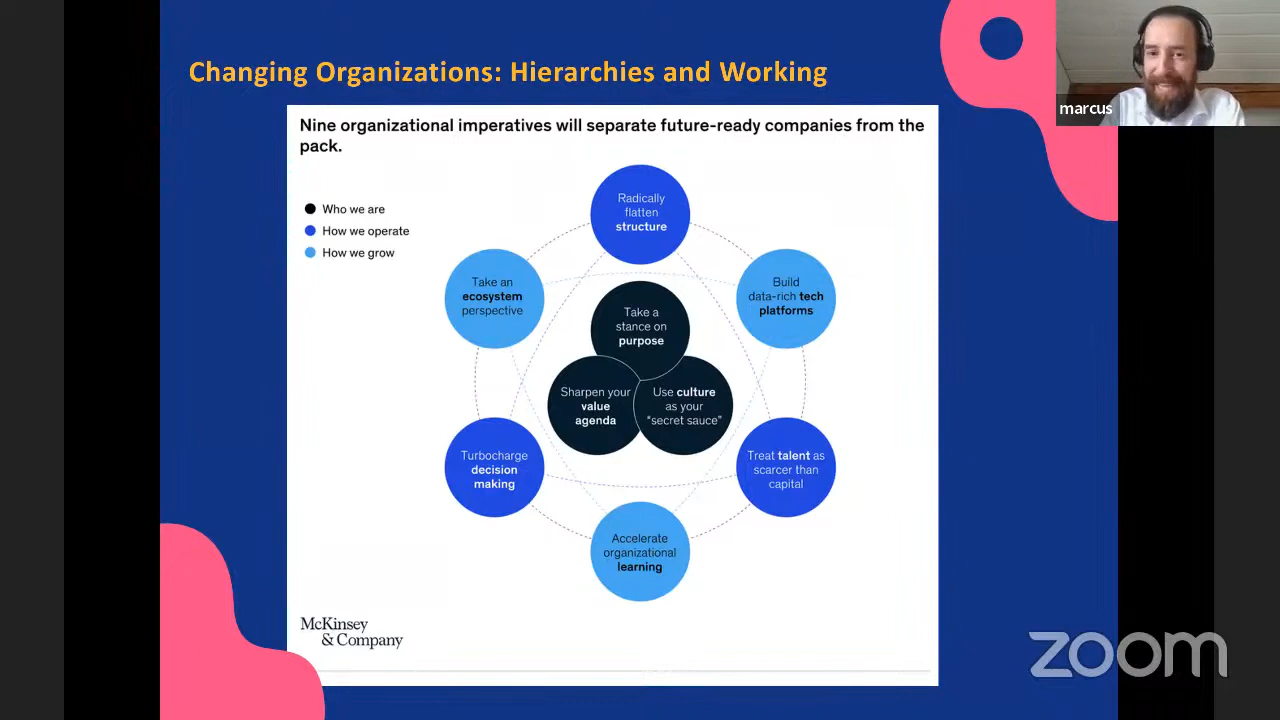 Changing Organizations: Hierarchies and Working
marcus
Nine organizational imperatives will separate future-ready companies from the
pack.
Who we are
How we operate
How we grow
Radically
flatten
structure
Take an
ecosystem
perspective
Build
data-rich tech
platforms
Take a
stance on
purpose
Sharpen your
value
agenda
Use culture
as your
“secret sauce”
Turbocharge
decision
making
Treat talent as
scarcer than
capital
Accelerate
organizational
learning
McKinsey
& Company
zoom